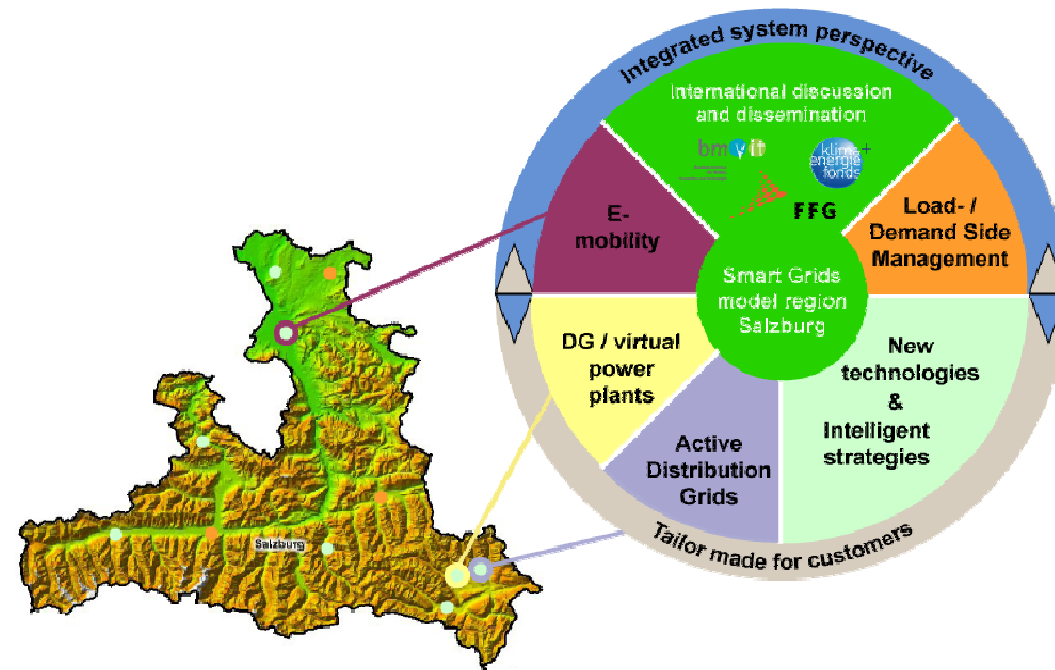 Integrated system perspective
International discussion
and dissemination
bmvit
klima+
energie
fonds
FFG
E-
mobility
Load- /
Demand Side
Management
Smart Grids
model region
Salzburg
DG / virtual
power
plants
New
technologies
&
Intelligent
strategies
Active
Distribution
Grids
Tailor made for customers
Salzburg